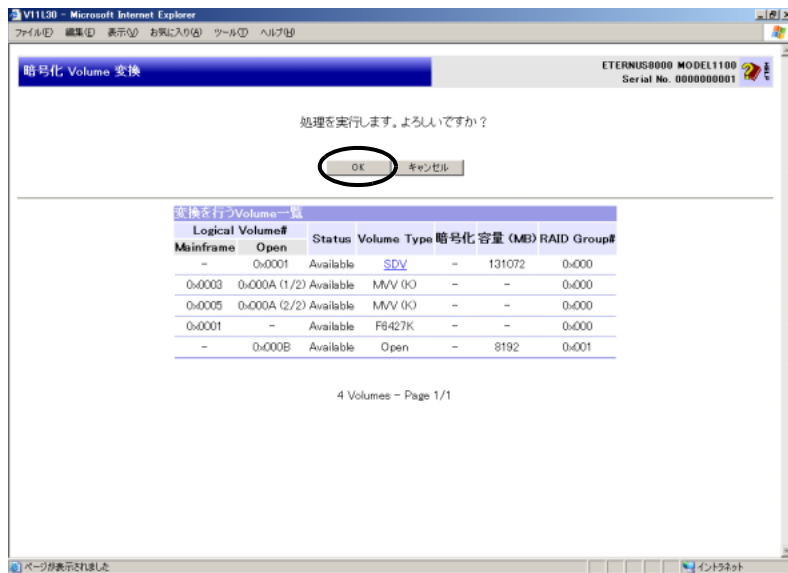 V11L30 - Microsoft Internet Explorer
ファイル(F) 編集(E) 表示(V) お気に入り(A) ツール(T) ヘルプ(H)
暗号化 Volume 変換
ETERNUS8000 MODEL1100
Serial No. 0000000001
処理を実行します。よろしいですか?
OK キャンセル
変換を行うVolume一覧
Logical Volume# Status Volume Type 暗号化 容量 (MB) RAID Group#
Mainframe Open
- 0x0001 Available SDV - 131072 0x000
0x0003 0x000A (1/2) Available MVV (K) - - 0x000
0x0005 0x000A (2/2) Available MVV (K) - - 0x000
0x0001 - Available F6427K - - 0x000
- 0x000B Available Open - 8192 0x001
4 Volumes - Page 1/1
ページが表示されました イントラネット